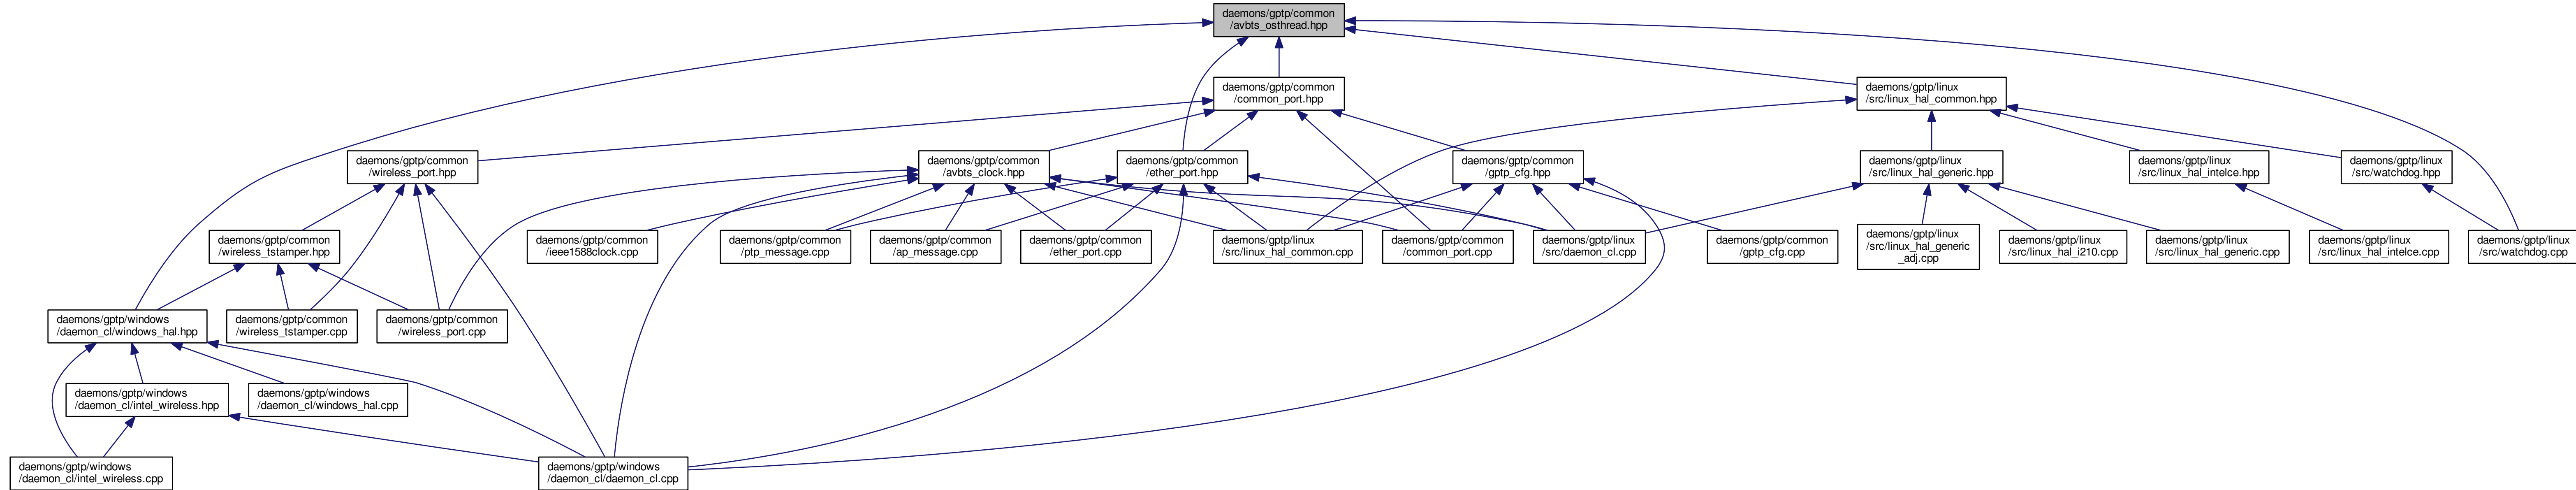 daemons/gptp/common
/avbts_osthread.hpp
daemons/gptp/common
/common_port.hpp
daemons/gptp/linux
/src/linux_hal_common.hpp
daemons/gptp/common
/wireless_port.hpp
daemons/gptp/common
/avbts_clock.hpp
daemons/gptp/common
/ether_port.hpp
daemons/gptp/common
/gptp_cfg.hpp
daemons/gptp/linux
/src/linux_hal_generic.hpp
daemons/gptp/linux
/src/linux_hal_intelce.hpp
daemons/gptp/linux
/src/watchdog.hpp
daemons/gptp/common
/wireless_tstamper.hpp
daemons/gptp/common
/ieee1588clock.cpp
daemons/gptp/common
/ptp_message.cpp
daemons/gptp/common
/ap_message.cpp
daemons/gptp/common
/ether_port.cpp
daemons/gptp/linux
/src/linux_hal_common.cpp
daemons/gptp/common
/common_port.cpp
daemons/gptp/linux
/src/daemon_cl.cpp
daemons/gptp/common
/gptp_cfg.cpp
daemons/gptp/linux
/src/linux_hal_generic
_adj.cpp
daemons/gptp/linux
/src/linux_hal_i210.cpp
daemons/gptp/linux
/src/linux_hal_generic.cpp
daemons/gptp/linux
/src/linux_hal_intelce.cpp
daemons/gptp/linux
/src/watchdog.cpp
daemons/gptp/windows
/daemon_cl/windows_hal.hpp
daemons/gptp/common
/wireless_tstamper.cpp
daemons/gptp/common
/wireless_port.cpp
daemons/gptp/windows
/daemon_cl/intel_wireless.hpp
daemons/gptp/windows
/daemon_cl/windows_hal.cpp
daemons/gptp/windows
/daemon_cl/intel_wireless.cpp
daemons/gptp/windows
/daemon_cl/daemon_cl.cpp